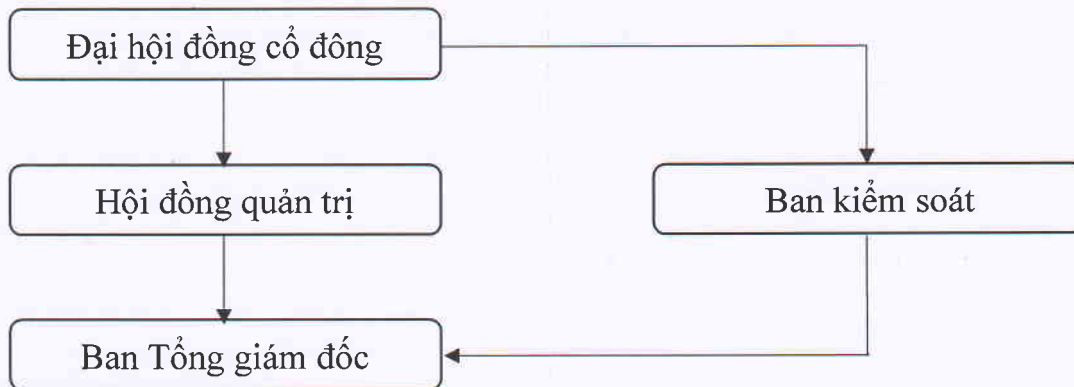 Đại hội đồng cổ đông
Hội đồng quản trị
Ban kiểm soát
Ban Tổng giám đốc